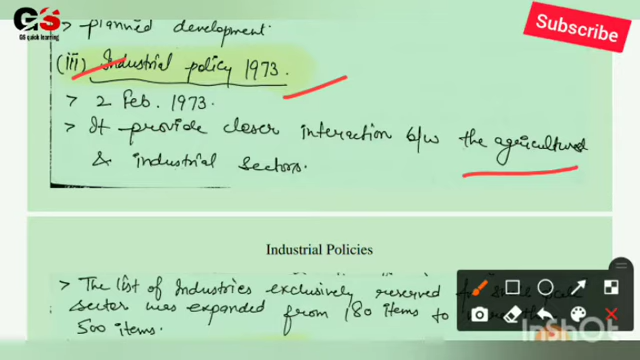 GS
GS quick learning
Subscribe
> planned development.
(iii) Industrial policy 1973.
> 2 Feb. 1973.
> It provide closer interaction b/w the agricultural
& industrial sectors.
Industrial Policies
> The list of Industries exclusively reserved
sector was expanded from 180 items to
500 items.
InShOt